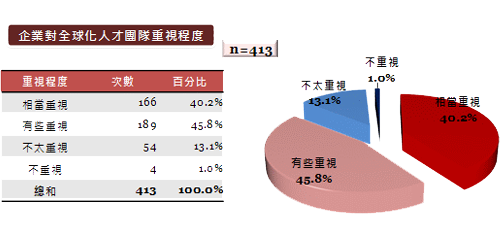 企業對全球化人才團隊重視程度
n=413
重視程度 次數 百分比
相當重視 166 40.2%
有些重視 189 45.8%
不太重視 54 13.1%
不重視 4 1.0%
總和 413 100.0%
不重視
1.0%
不太重視
13.1%
相當重視
40.2%
有些重視
45.8%